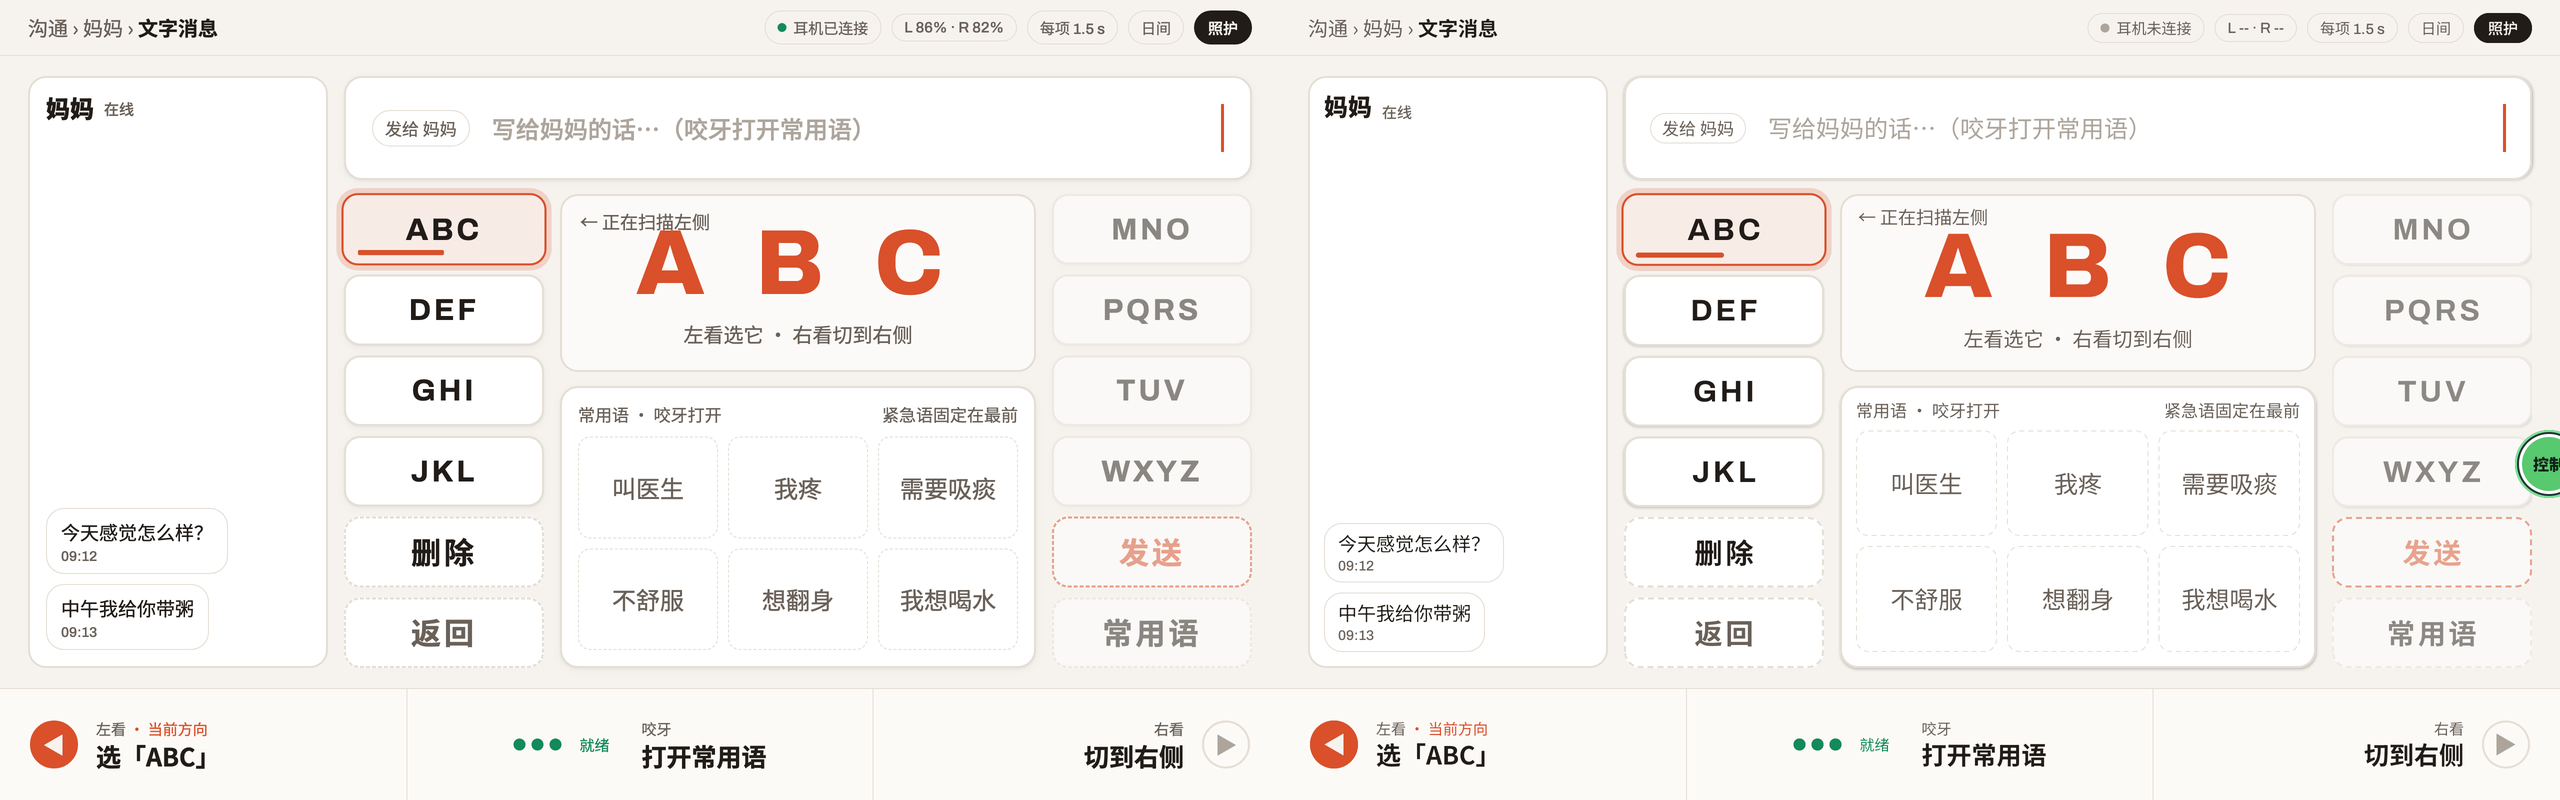 沟通 › 妈妈 › 文字消息
耳机已连接
L 86% · R 82%
每项 1.5 s
日间
照护
妈妈 在线
今天感觉怎么样？
09:12
中午我给你带粥
09:13
发给 妈妈
写给妈妈的话…（咬牙打开常用语）
ABC
DEF
GHI
JKL
删除
返回
← 正在扫描左侧
A B C
左看选它 · 右看切到右侧
常用语 · 咬牙打开
紧急语固定在最前
叫医生
我疼
需要吸痰
不舒服
想翻身
我想喝水
MNO
PQRS
TUV
WXYZ
发送
常用语
左看 · 当前方向
选「ABC」
就绪
咬牙
打开常用语
右看
切到右侧
沟通 › 妈妈 › 文字消息
耳机未连接
L -- · R --
每项 1.5 s
日间
照护
妈妈 在线
今天感觉怎么样？
09:12
中午我给你带粥
09:13
发给 妈妈
写给妈妈的话…（咬牙打开常用语）
ABC
DEF
GHI
JKL
删除
返回
← 正在扫描左侧
A B C
左看选它 · 右看切到右侧
常用语 · 咬牙打开
紧急语固定在最前
叫医生
我疼
需要吸痰
不舒服
想翻身
我想喝水
MNO
PQRS
TUV
WXYZ
控制
发送
常用语
左看 · 当前方向
选「ABC」
就绪
咬牙
打开常用语
右看
切到右侧